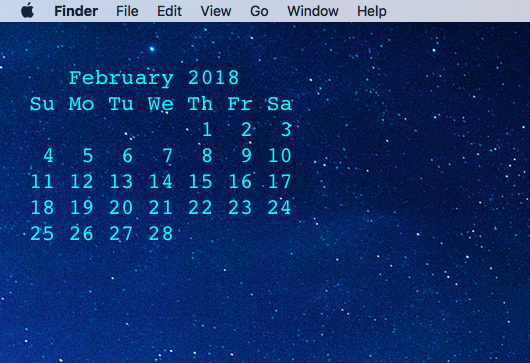 Finder File Edit View Go Window Help
February 2018
Su Mo Tu We Th Fr Sa
1 2 3
4 5 6 7 8 9 10
11 12 13 14 15 16 17
18 19 20 21 22 23 24
25 26 27 28